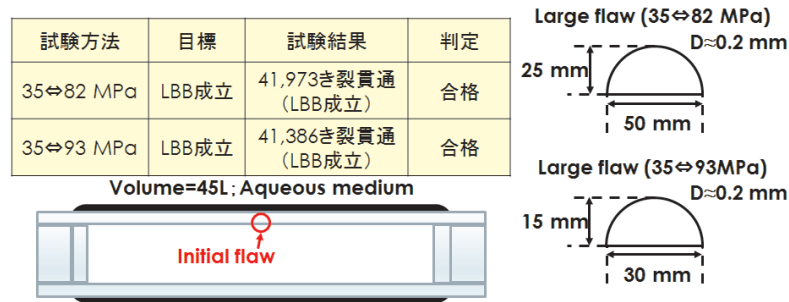 試験方法 目標 試験結果 判定
35⇔82 MPa LBB成立 41,973き裂貫通
（LBB成立） 合格
35⇔93 MPa LBB成立 41,386き裂貫通
（LBB成立） 合格
Volume=45L; Aqueous medium
Initial flaw
Large flaw (35⇔82 MPa)
D≈0.2 mm
25 mm
50 mm
Large flaw (35⇔93MPa)
D≈0.2 mm
15 mm
30 mm